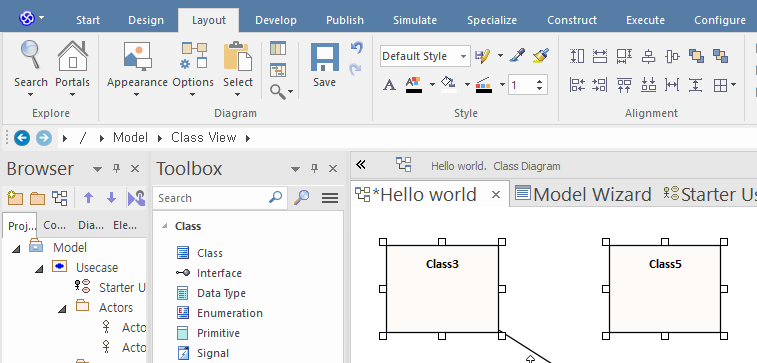 Start Design Layout Develop Publish Simulate Specialize Construct Execute Configure
Search Portals Appearance Options Select Save Default Style
A 1
Explore Diagram Style Alignment
/ Model Class View
Browser Toolbox Hello world. Class Diagram
Search *Hello world Model Wizard Starter Us
Proj... Co... Dia... Ele... Class
Model Class
Usecase Interface
Starter U Data Type
Actors Enumeration
Acto Primitive
Acto Signal
Class3 Class5